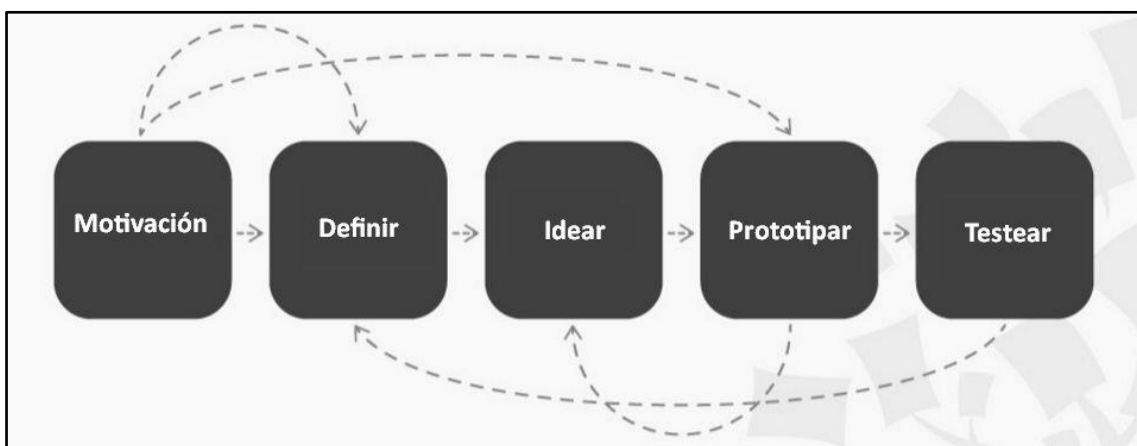 Motivación
Definir
Idear
Prototipar
Testear